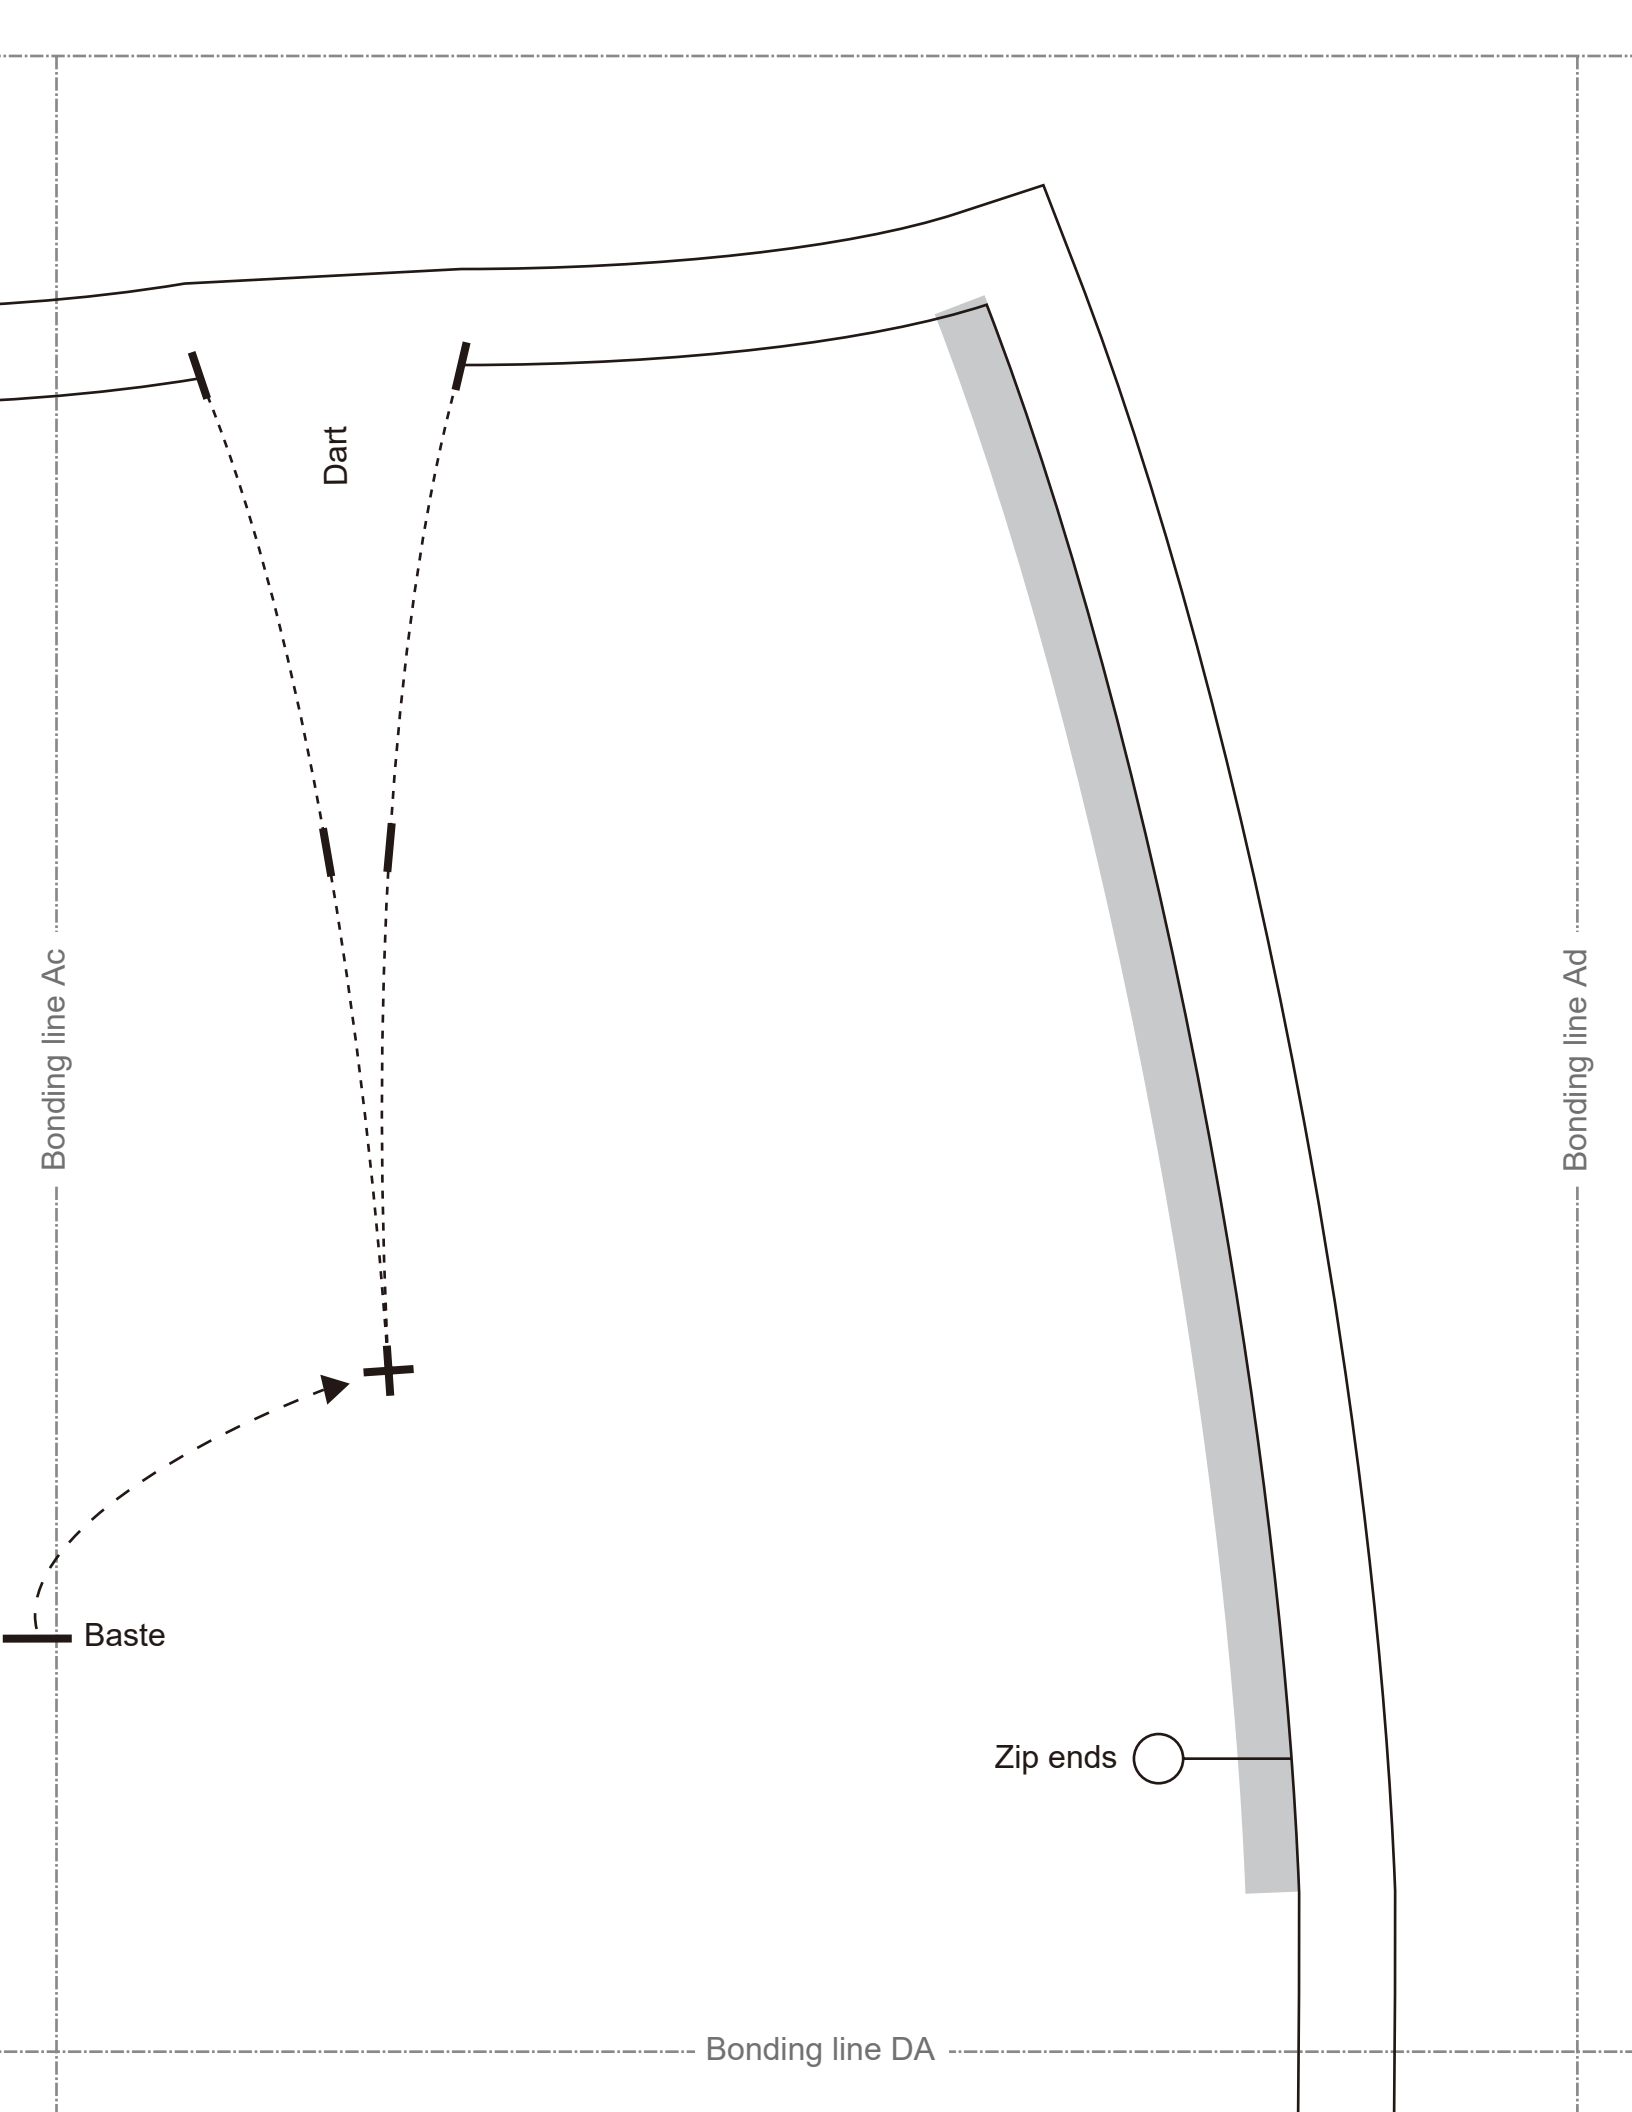 Dart
Bonding line Ac
Bonding line Ad
Baste
Zip ends
Bonding line DA